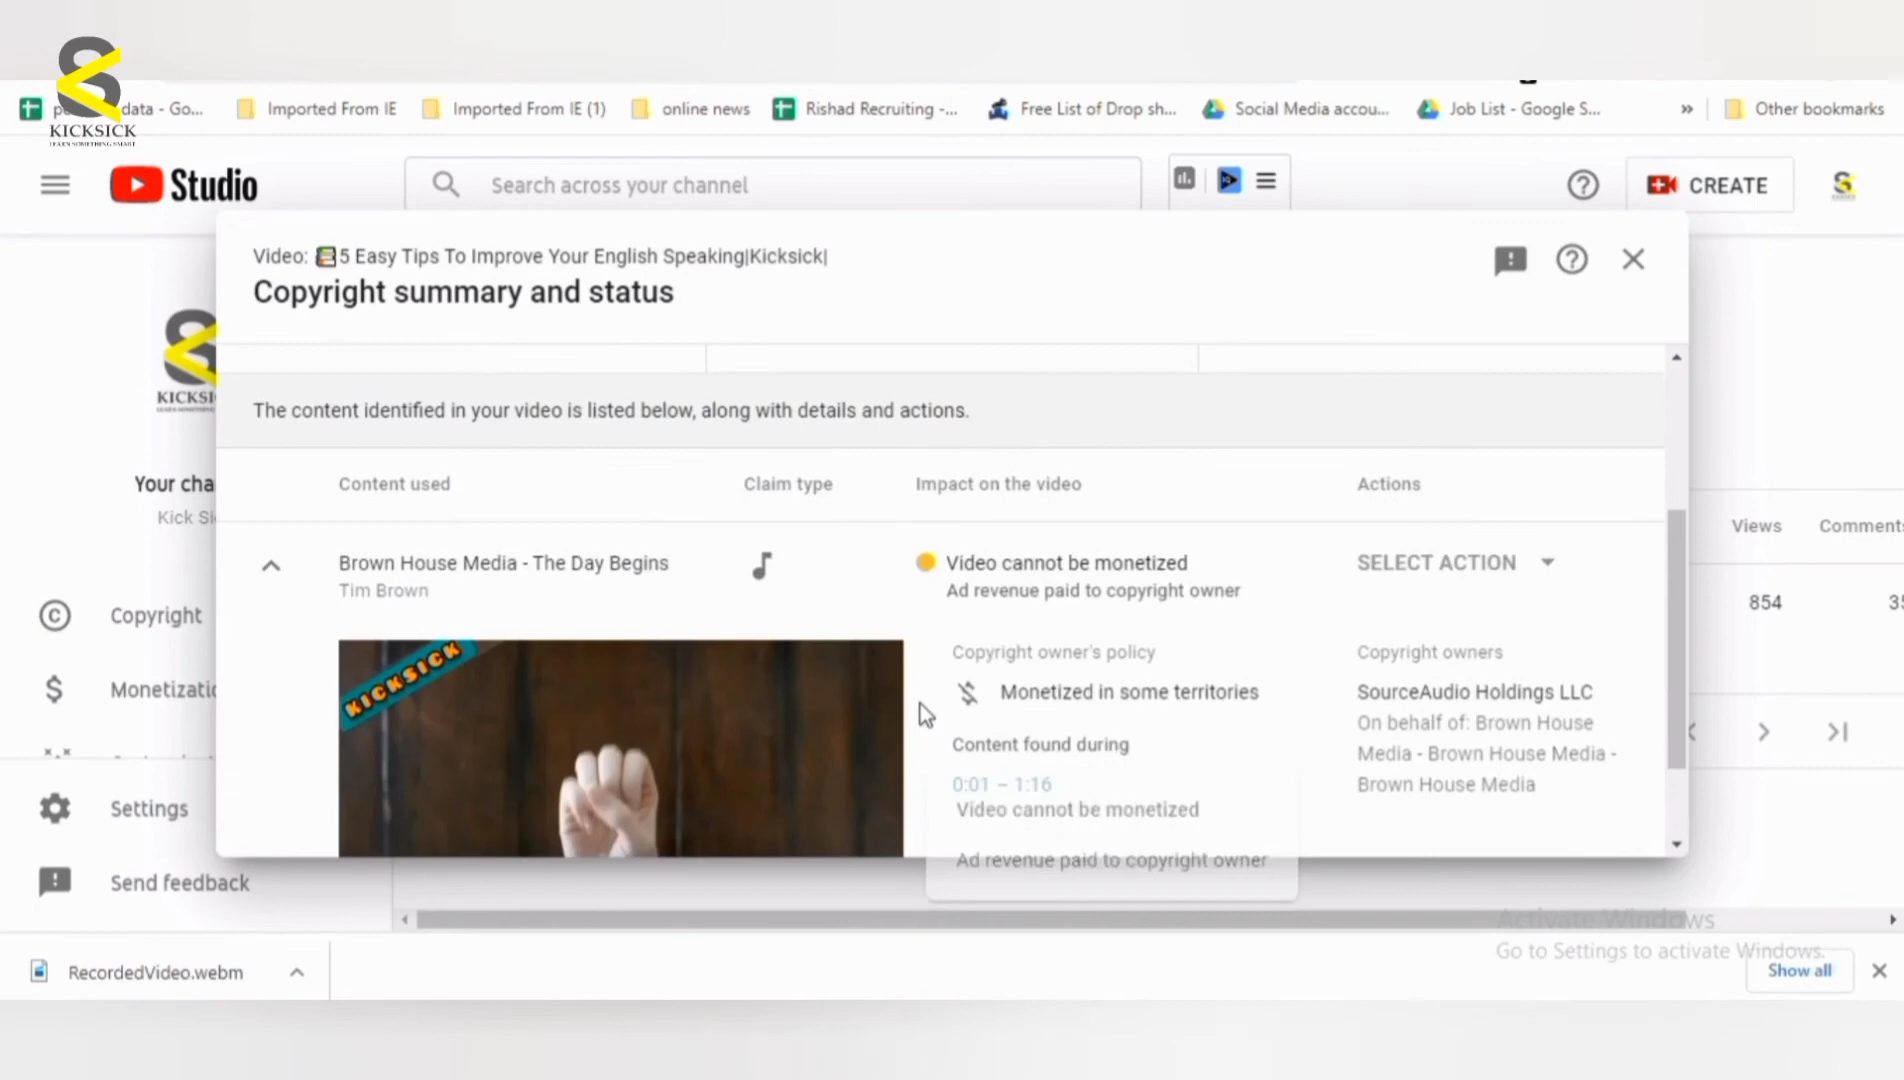 KICKSICK
LEARN SOMETHING SMART
data - Go...
Imported From IE
Imported From IE (1)
online news
Rishad Recruiting -...
Free List of Drop sh...
Social Media accou...
Job List - Google S...
»
Other bookmarks
Studio
Search across your channel
CREATE
Video: 5 Easy Tips To Improve Your English Speaking|Kicksick|
Copyright summary and status
The content identified in your video is listed below, along with details and actions.
KICKSI
Your cha
Kick Si
Content used
Claim type
Impact on the video
Actions
Views
Comment
Brown House Media - The Day Begins
Tim Brown
Video cannot be monetized
Ad revenue paid to copyright owner
SELECT ACTION
854
35
Copyright
Monetizatic
Settings
Send feedback
KICKSICK
Copyright owner's policy
Monetized in some territories
Content found during
0:01 – 1:16
Video cannot be monetized
Ad revenue paid to copyright owner
Copyright owners
SourceAudio Holdings LLC
On behalf of: Brown House
Media - Brown House Media -
Brown House Media
Activate Windows
Go to Settings to activate Windows.
RecordedVideo.webm
Show all